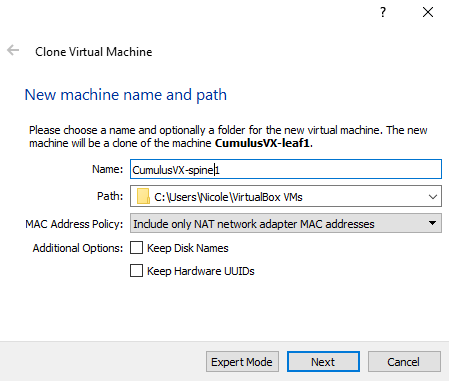 ?
Clone Virtual Machine
New machine name and path
Please choose a name and optionally a folder for the new virtual machine. The new
machine will be a clone of the machine CumulusVX-leaf1.
Name: CumulusVX-spine1
Path: C:\Users\Nicole\VirtualBox VMs
MAC Address Policy: Include only NAT network adapter MAC addresses
Additional Options: Keep Disk Names
Keep Hardware UUIDs
Expert Mode Next Cancel